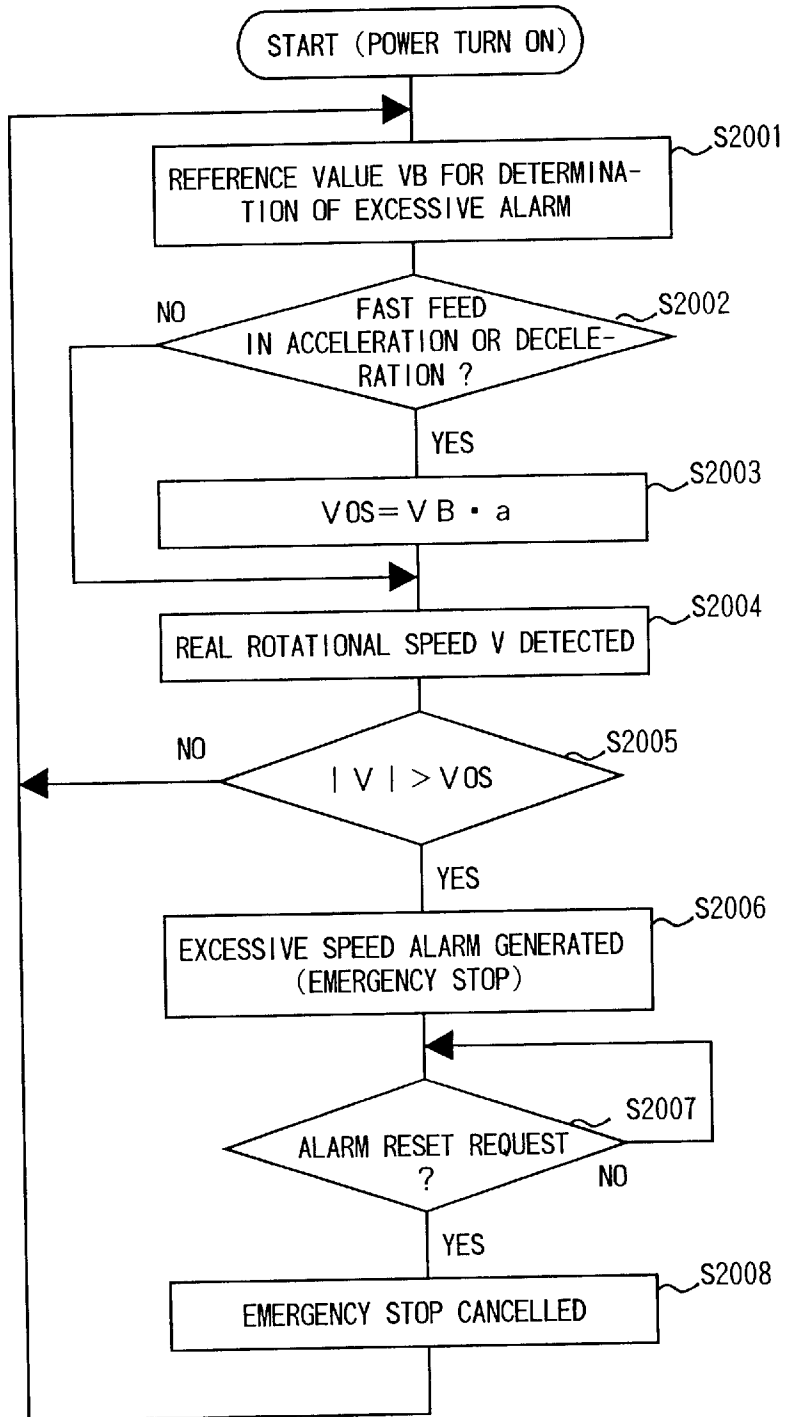 START (POWER TURN ON)
S2001
REFERENCE VALUE VB FOR DETERMINA-
TION OF EXCESSIVE ALARM
S2002
NO
FAST FEED
IN ACCELERATION OR DECELE-
RATION ?
YES
S2003
VOS=VB・a
S2004
REAL ROTATIONAL SPEED V DETECTED
S2005
NO
| V | > VOS
YES
S2006
EXCESSIVE SPEED ALARM GENERATED
(EMERGENCY STOP)
S2007
ALARM RESET REQUEST
?
NO
YES
S2008
EMERGENCY STOP CANCELLED